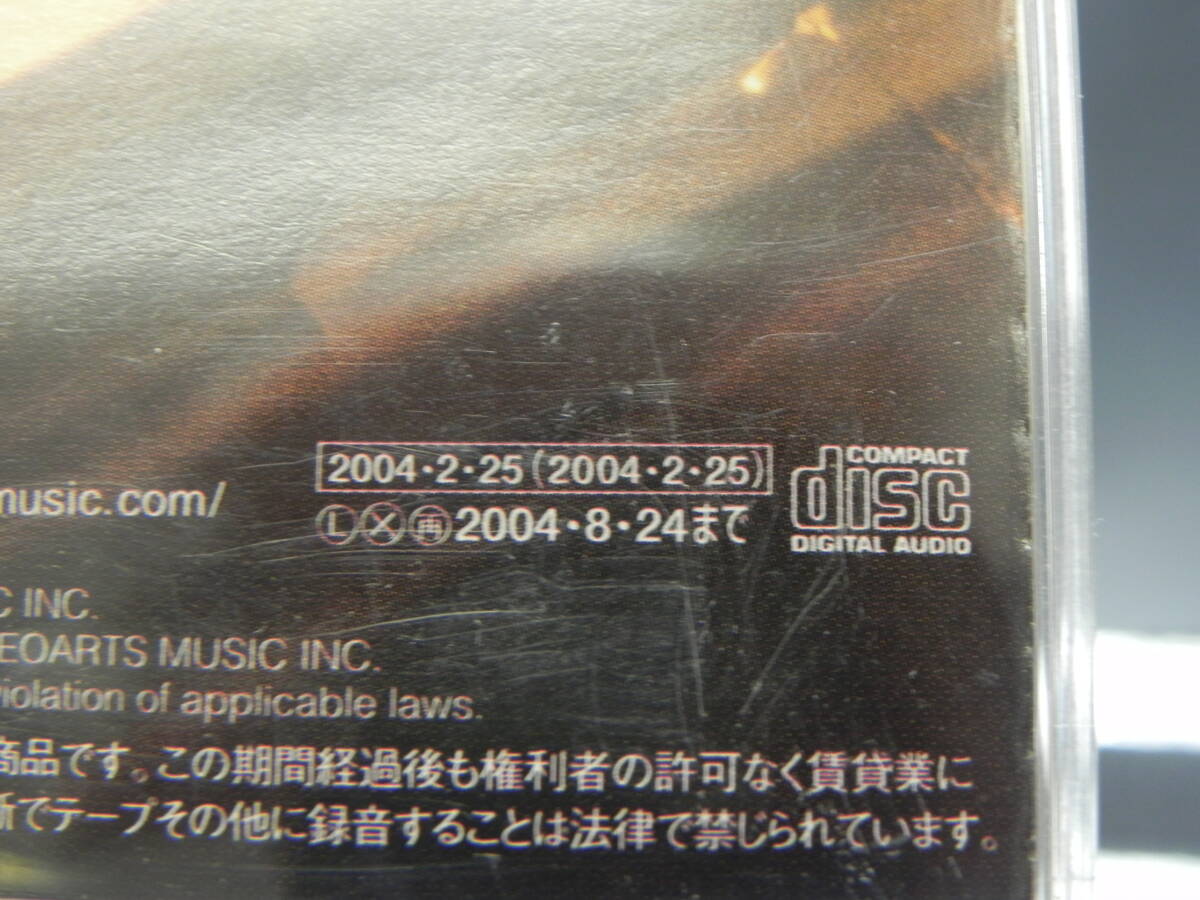 2004・2・25(2004・2・25)
COMPACT
disc
DIGITAL AUDIO
music.com/
Ⓛ Ⓧ ㊢2004・8・24まで
C INC.
EOARTS MUSIC INC.
violation of applicable laws.
商品です。この期間経過後も権利者の許可なく賃貸業に
断でテープその他に録音することは法律で禁じられています。